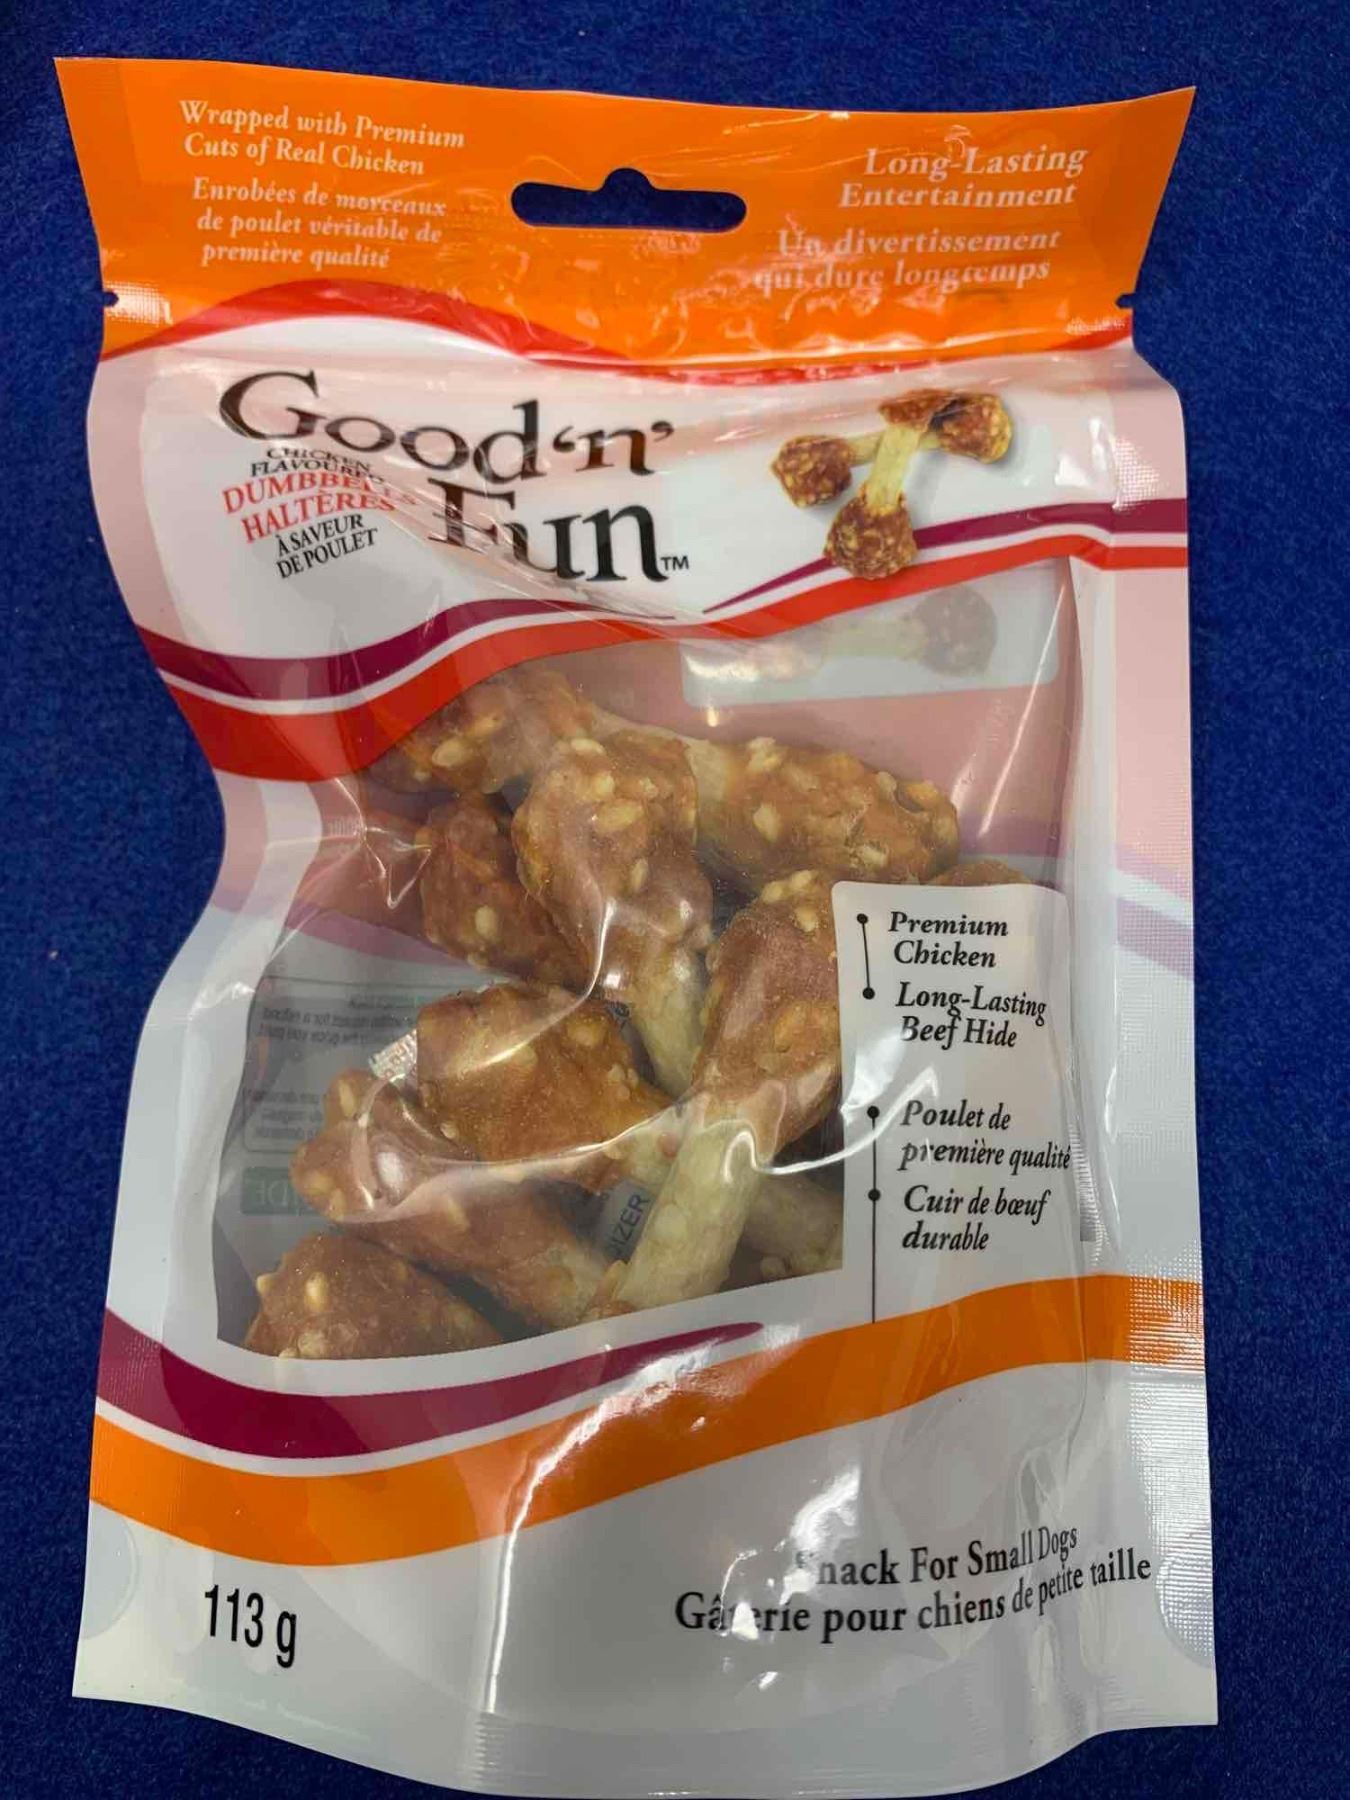 Wrapped with Premium
Cuts of Real Chicken
Enrobées de morceaux
de poulet véritable de
première qualité
Long-Lasting
Entertainment
Un divertissement
qui dure longtemps
Good 'n'
Fun™
CHICKEN
FLAVOURED
DUMBBELLS
HALTÈRES
À SAVEUR
DE POULET
Premium
Chicken
Long-Lasting
Beef Hide
Poulet de
première qualité
Cuir de bœuf
durable
IZER
113 g
Snack For Small Dogs
Gâterie pour chiens de petite taille